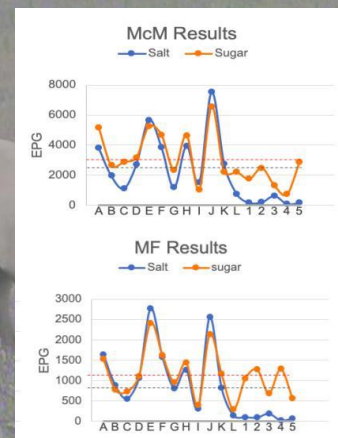 McM Results
Salt Sugar
8000
6000
4000
2000
0
EPG
A B C D E F G H I J K L 1 2 3 4 5
MF Results
Salt sugar
3000
2500
2000
1500
1000
500
0
EPG
A B C D E F G H I J K L 1 2 3 4 5